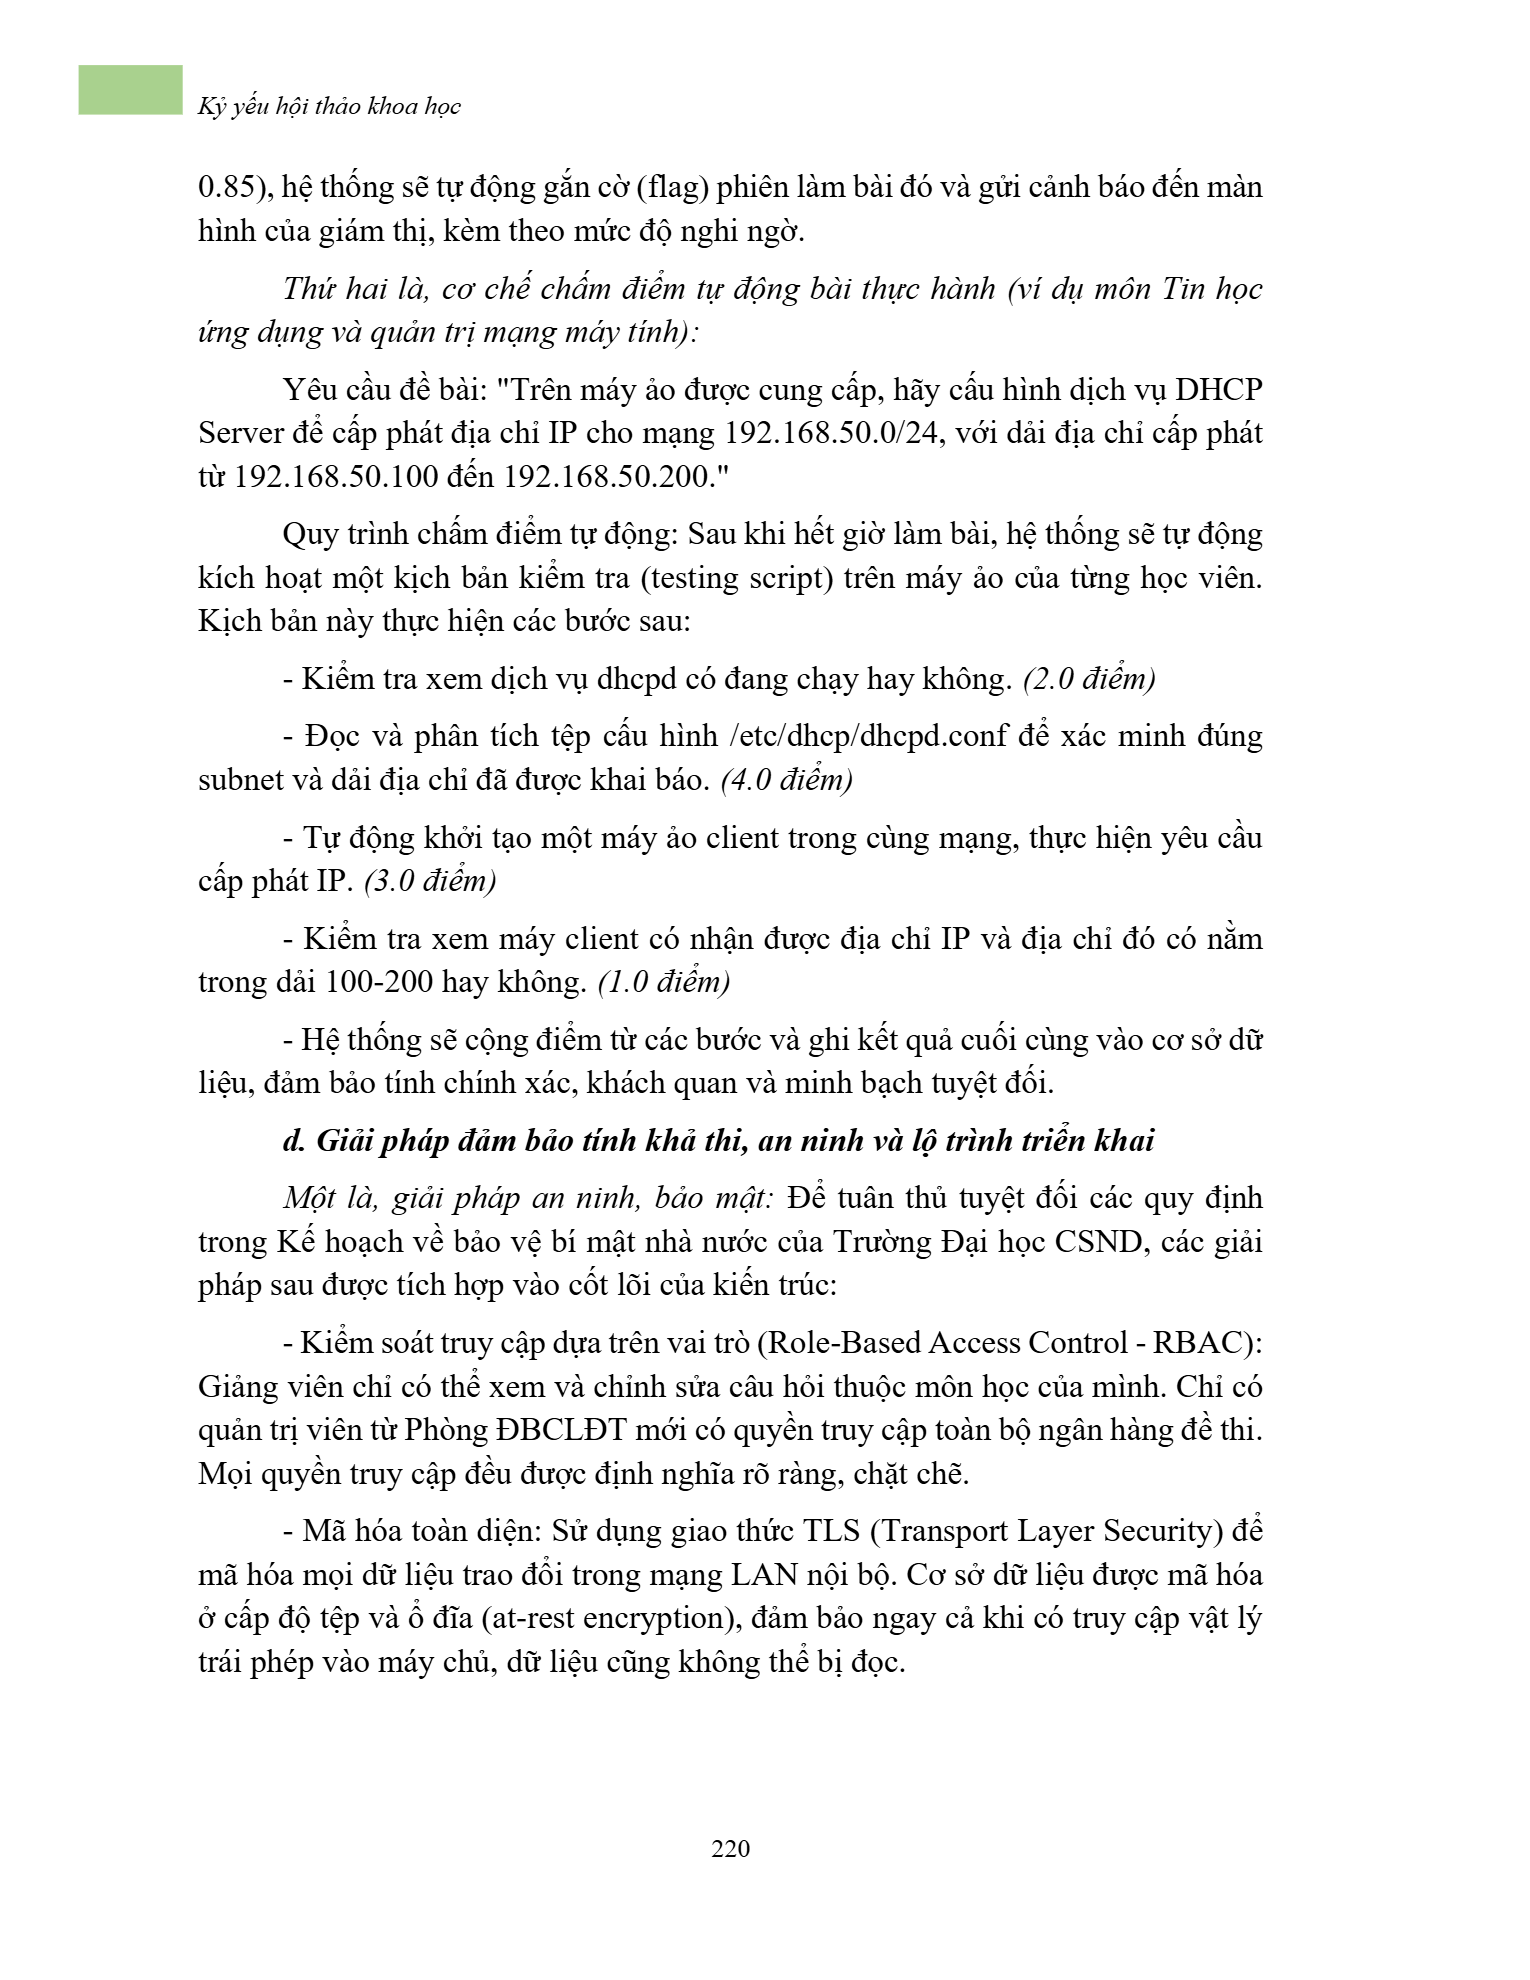 Kỷ yếu hội thảo khoa học
0.85), hệ thống sẽ tự động gắn cờ (flag) phiên làm bài đó và gửi cảnh báo đến màn
hình của giám thị, kèm theo mức độ nghi ngờ.
Thứ hai là, cơ chế chấm điểm tự động bài thực hành (ví dụ môn Tin học
ứng dụng và quản trị mạng máy tính):
Yêu cầu đề bài: "Trên máy ảo được cung cấp, hãy cấu hình dịch vụ DHCP
Server để cấp phát địa chỉ IP cho mạng 192.168.50.0/24, với dải địa chỉ cấp phát
từ 192.168.50.100 đến 192.168.50.200."
Quy trình chấm điểm tự động: Sau khi hết giờ làm bài, hệ thống sẽ tự động
kích hoạt một kịch bản kiểm tra (testing script) trên máy ảo của từng học viên.
Kịch bản này thực hiện các bước sau:
- Kiểm tra xem dịch vụ dhcpd có đang chạy hay không. (2.0 điểm)
- Đọc và phân tích tệp cấu hình /etc/dhcp/dhcpd.conf để xác minh đúng
subnet và dải địa chỉ đã được khai báo. (4.0 điểm)
- Tự động khởi tạo một máy ảo client trong cùng mạng, thực hiện yêu cầu
cấp phát IP. (3.0 điểm)
- Kiểm tra xem máy client có nhận được địa chỉ IP và địa chỉ đó có nằm
trong dải 100-200 hay không. (1.0 điểm)
- Hệ thống sẽ cộng điểm từ các bước và ghi kết quả cuối cùng vào cơ sở dữ
liệu, đảm bảo tính chính xác, khách quan và minh bạch tuyệt đối.
d. Giải pháp đảm bảo tính khả thi, an ninh và lộ trình triển khai
Một là, giải pháp an ninh, bảo mật: Để tuân thủ tuyệt đối các quy định
trong Kế hoạch về bảo vệ bí mật nhà nước của Trường Đại học CSND, các giải
pháp sau được tích hợp vào cốt lõi của kiến trúc:
- Kiểm soát truy cập dựa trên vai trò (Role-Based Access Control - RBAC):
Giảng viên chỉ có thể xem và chỉnh sửa câu hỏi thuộc môn học của mình. Chỉ có
quản trị viên từ Phòng ĐBCLĐT mới có quyền truy cập toàn bộ ngân hàng đề thi.
Mọi quyền truy cập đều được định nghĩa rõ ràng, chặt chẽ.
- Mã hóa toàn diện: Sử dụng giao thức TLS (Transport Layer Security) để
mã hóa mọi dữ liệu trao đổi trong mạng LAN nội bộ. Cơ sở dữ liệu được mã hóa
ở cấp độ tệp và ổ đĩa (at-rest encryption), đảm bảo ngay cả khi có truy cập vật lý
trái phép vào máy chủ, dữ liệu cũng không thể bị đọc.
220